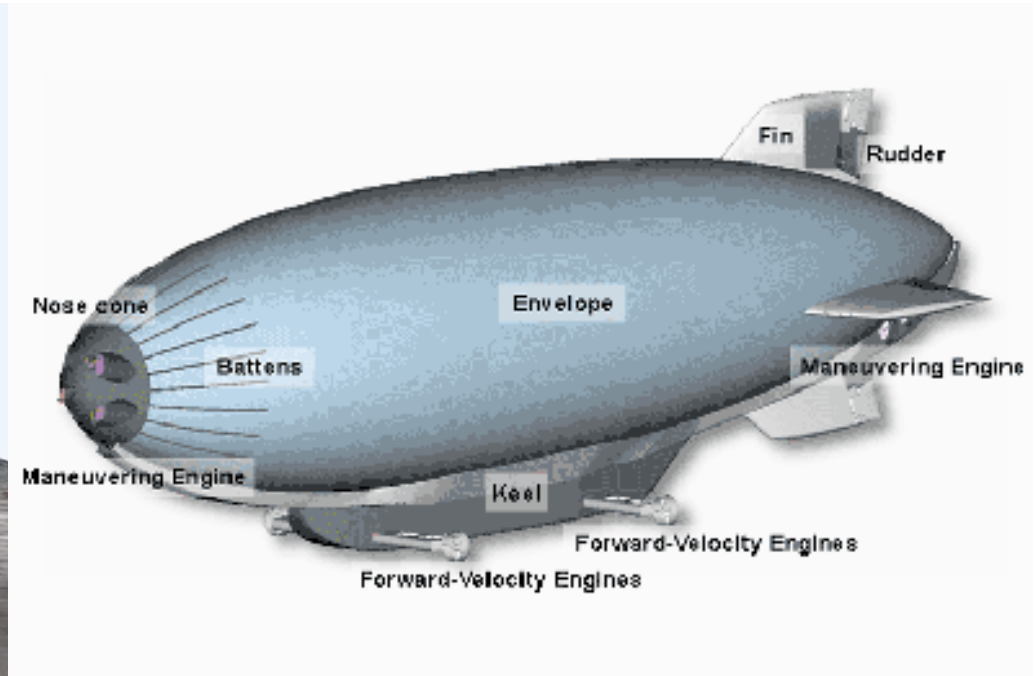 Fin
Rudder
Nose cone
Envelope
Battens
Maneuvering Engine
Maneuvering Engine
Keel
Forward-Velocity Engines
Forward-Velocity Engines